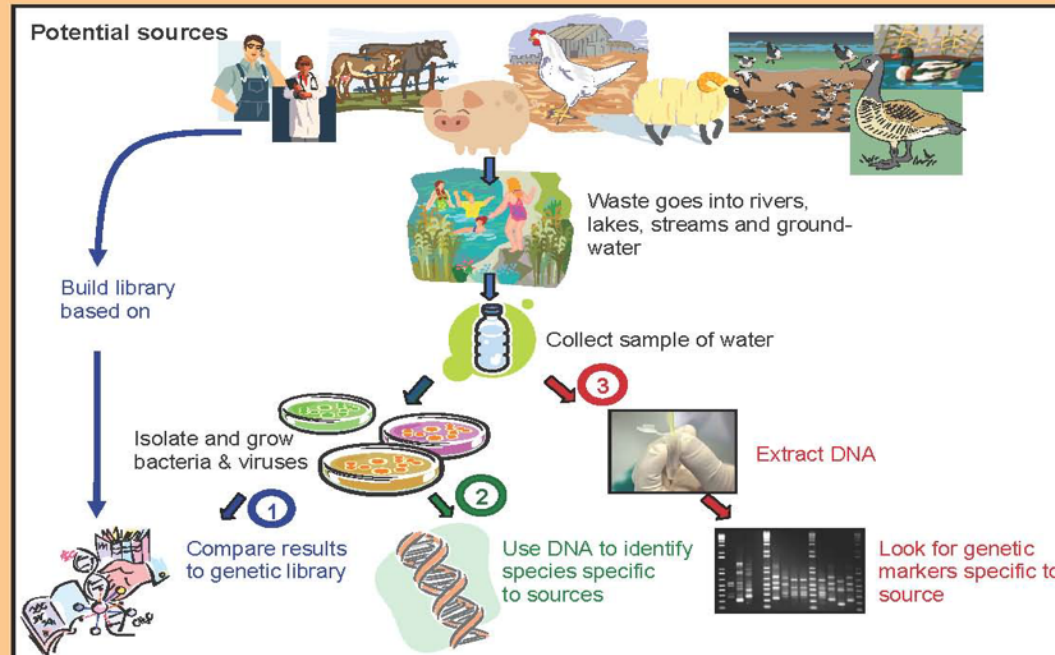 Potential sources
Waste goes into rivers,
lakes, streams and ground-
water
Build library
based on
Collect sample of water
3
Isolate and grow
bacteria & viruses
Extract DNA
1
2
Compare results
to genetic library
Use DNA to identify
species specific
to sources
Look for genetic
markers specific to
source